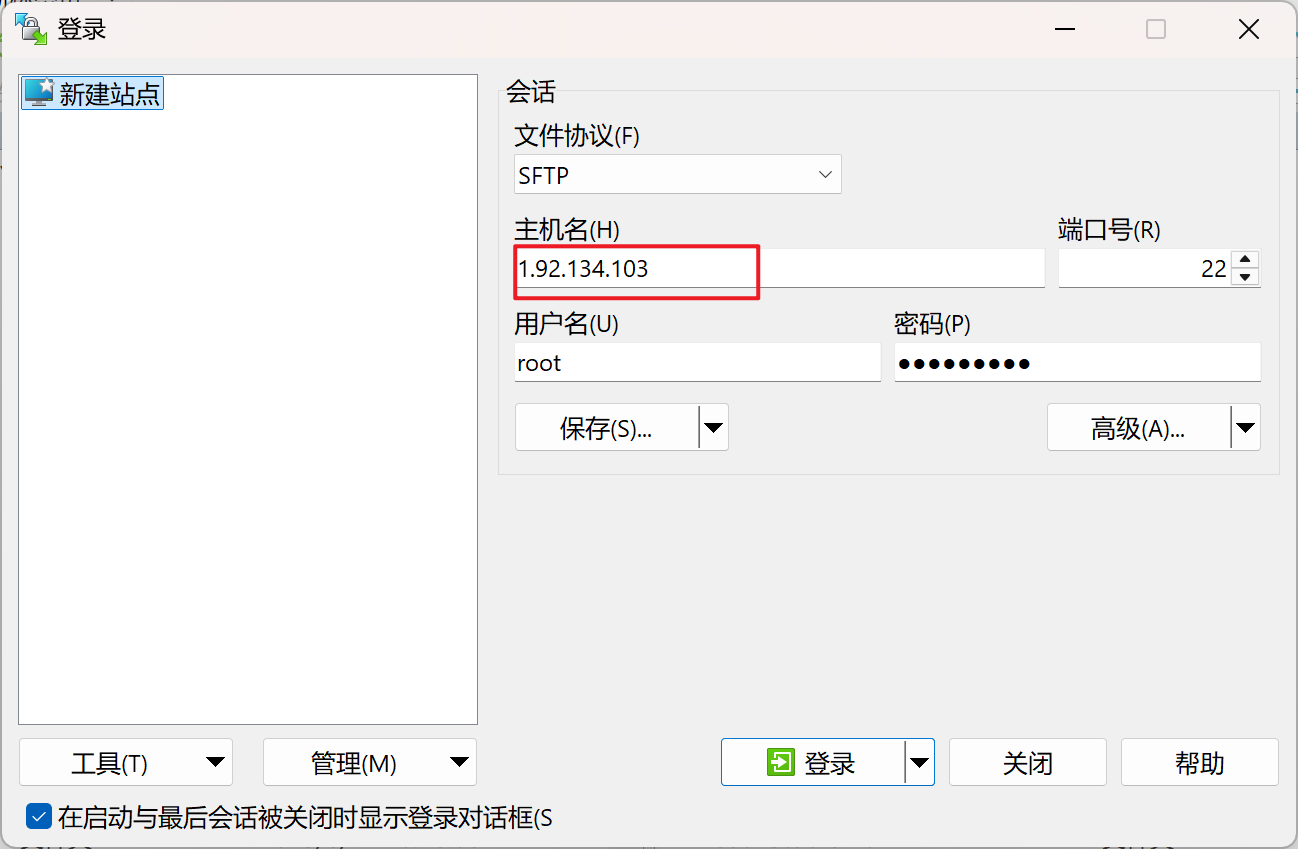 登录
新建站点
会话
文件协议(F)
SFTP
主机名(H)
端口号(R)
1.92.134.103
22
用户名(U)
密码(P)
root
●●●●●●●●●
保存(S)...
高级(A)...
工具(T)
管理(M)
登录
关闭
帮助
在启动与最后会话被关闭时显示登录对话框(S